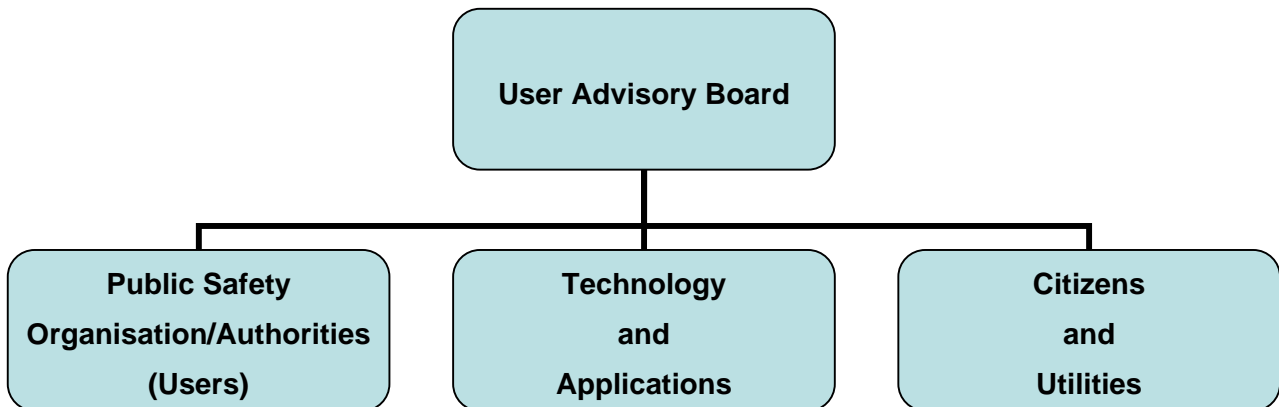 User Advisory Board
Public Safety
Organisation/Authorities
(Users)
Technology
and
Applications
Citizens
and
Utilities